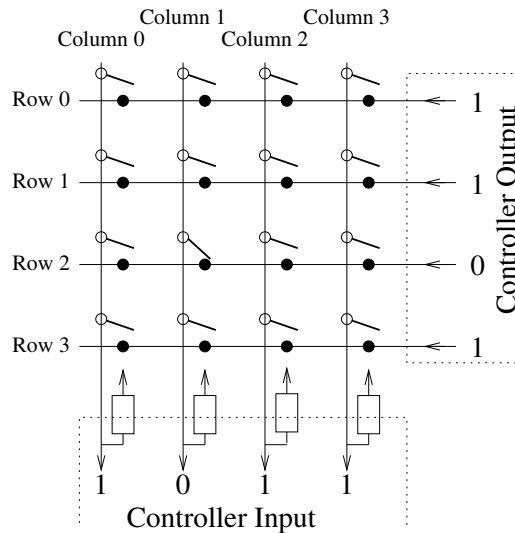 Column 1
Column 3
Column 0
Column 2
Row 0
1
Row 1
1
Row 2
0
Row 3
1
Controller Output
1 0 1 1
Controller Input